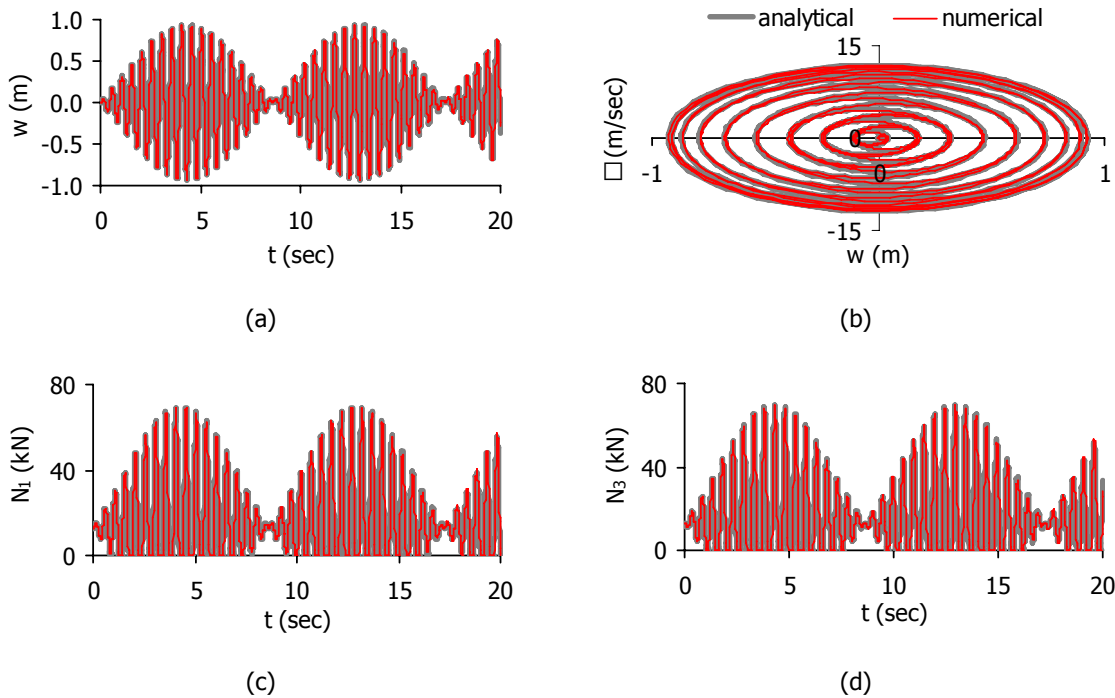 analytical numerical
1.0
0.5
0.0
-0.5
-1.0
w (m)
0 5 10 15 20
t (sec)
(a)
15
0
-15
□ (m/sec)
-1 0 1
w (m)
(b)
80
40
0
N1 (kN)
0 5 10 15 20
t (sec)
(c)
80
40
0
N3 (kN)
0 5 10 15 20
t (sec)
(d)